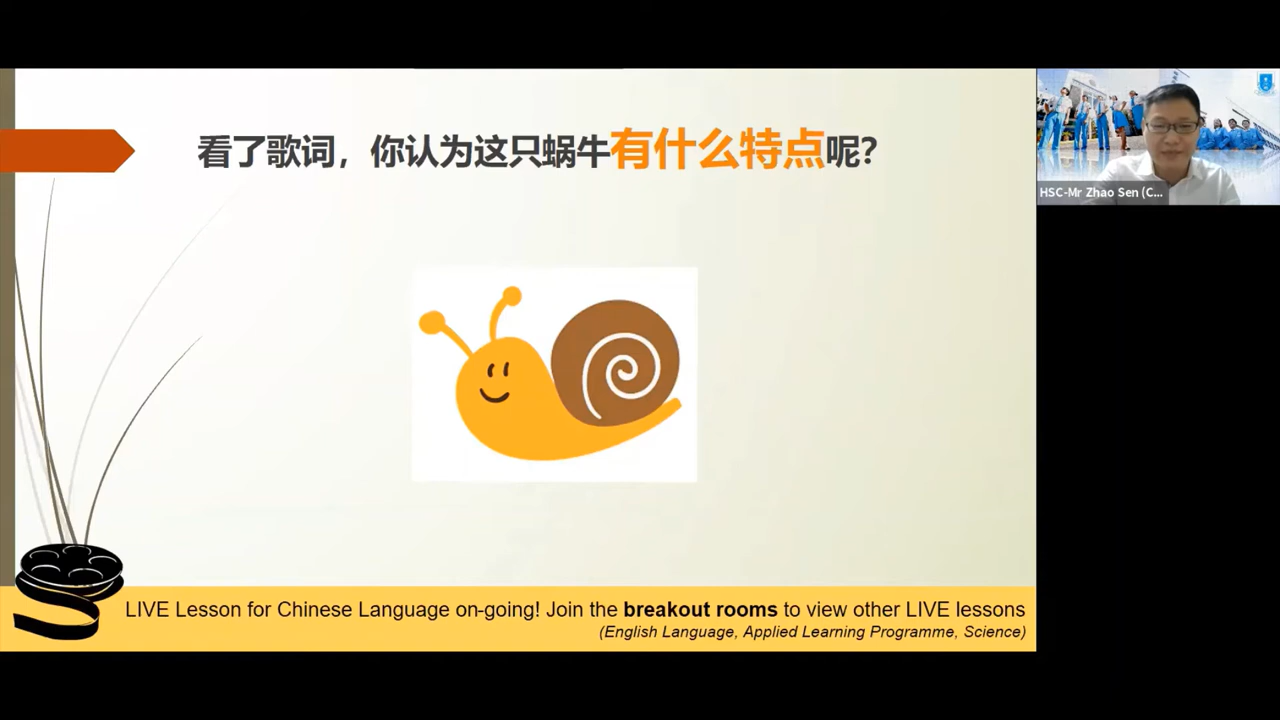 看了歌词，你认为这只蜗牛有什么特点呢?
HSC-Mr Zhao Sen (C...
LIVE Lesson for Chinese Language on-going! Join the breakout rooms to view other LIVE lessons
(English Language, Applied Learning Programme, Science)